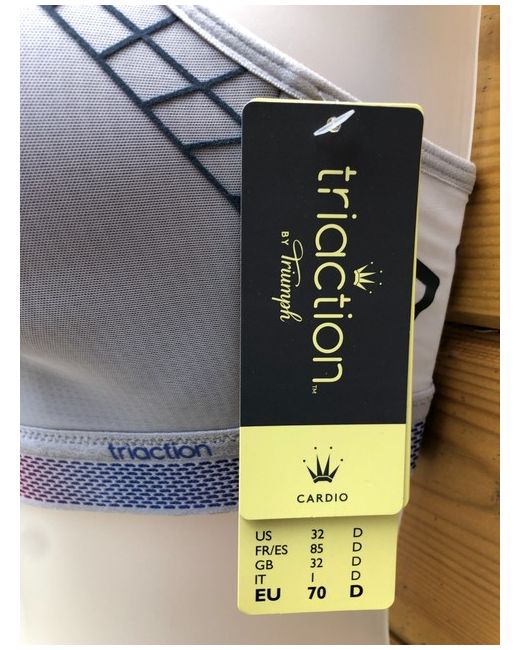 triaction™
BY Triumph
triaction
CARDIO
US 32 D
FR/ES 85 D
GB 32 D
IT I D
EU 70 D